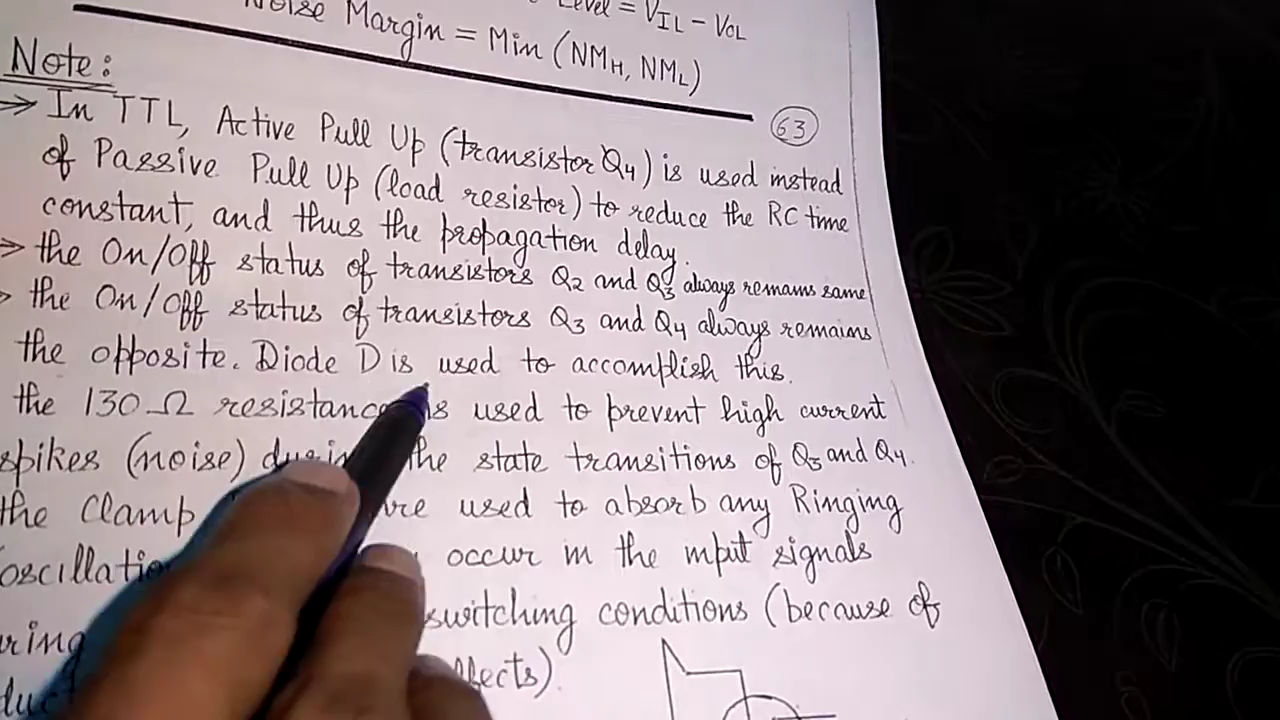 Level = VIL - VOL
Noise Margin = Min (NMH, NML)
63
Note:
→ In TTL, Active Pull Up (transistor Q4) is used instead
of Passive Pull Up (load resistor) to reduce the RC time
constant, and thus the propagation delay.
→ the On/Off status of transistors Q2 and Q3 always remains same
→ the On/Off status of transistors Q3 and Q4 always remains
the opposite. Diode D is used to accomplish this.
the 130 Ω resistance is used to prevent high current
spikes (noise) during the state transitions of Q3 and Q4.
the Clamp are used to absorb any Ringing
occur in the input signals
switching conditions (because of